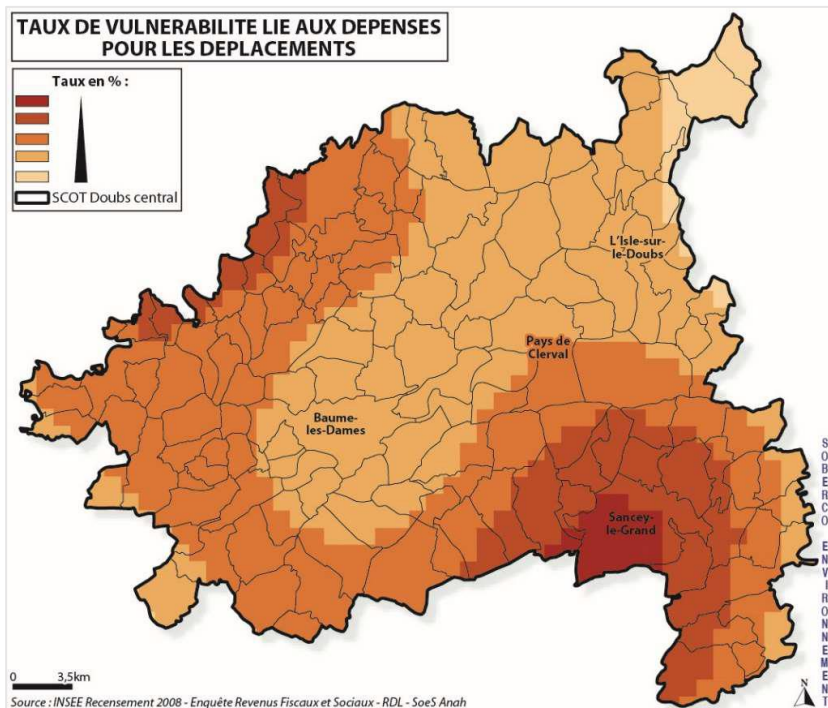 TAUX DE VULNERABILITE LIE AUX DEPENSES
POUR LES DEPLACEMENTS
Taux en % :
SCOT Doubs central
L'Isle-sur-
le-Doubs
Pays de
Clerval
Baume-
les-Dames
Sancey-
le-Grand
SOBERCO ENVIRONNEMENT
0 3,5km
N
Source : INSEE Recensement 2008 - Enquête Revenus Fiscaux et Sociaux - RDL - SoeS Anah